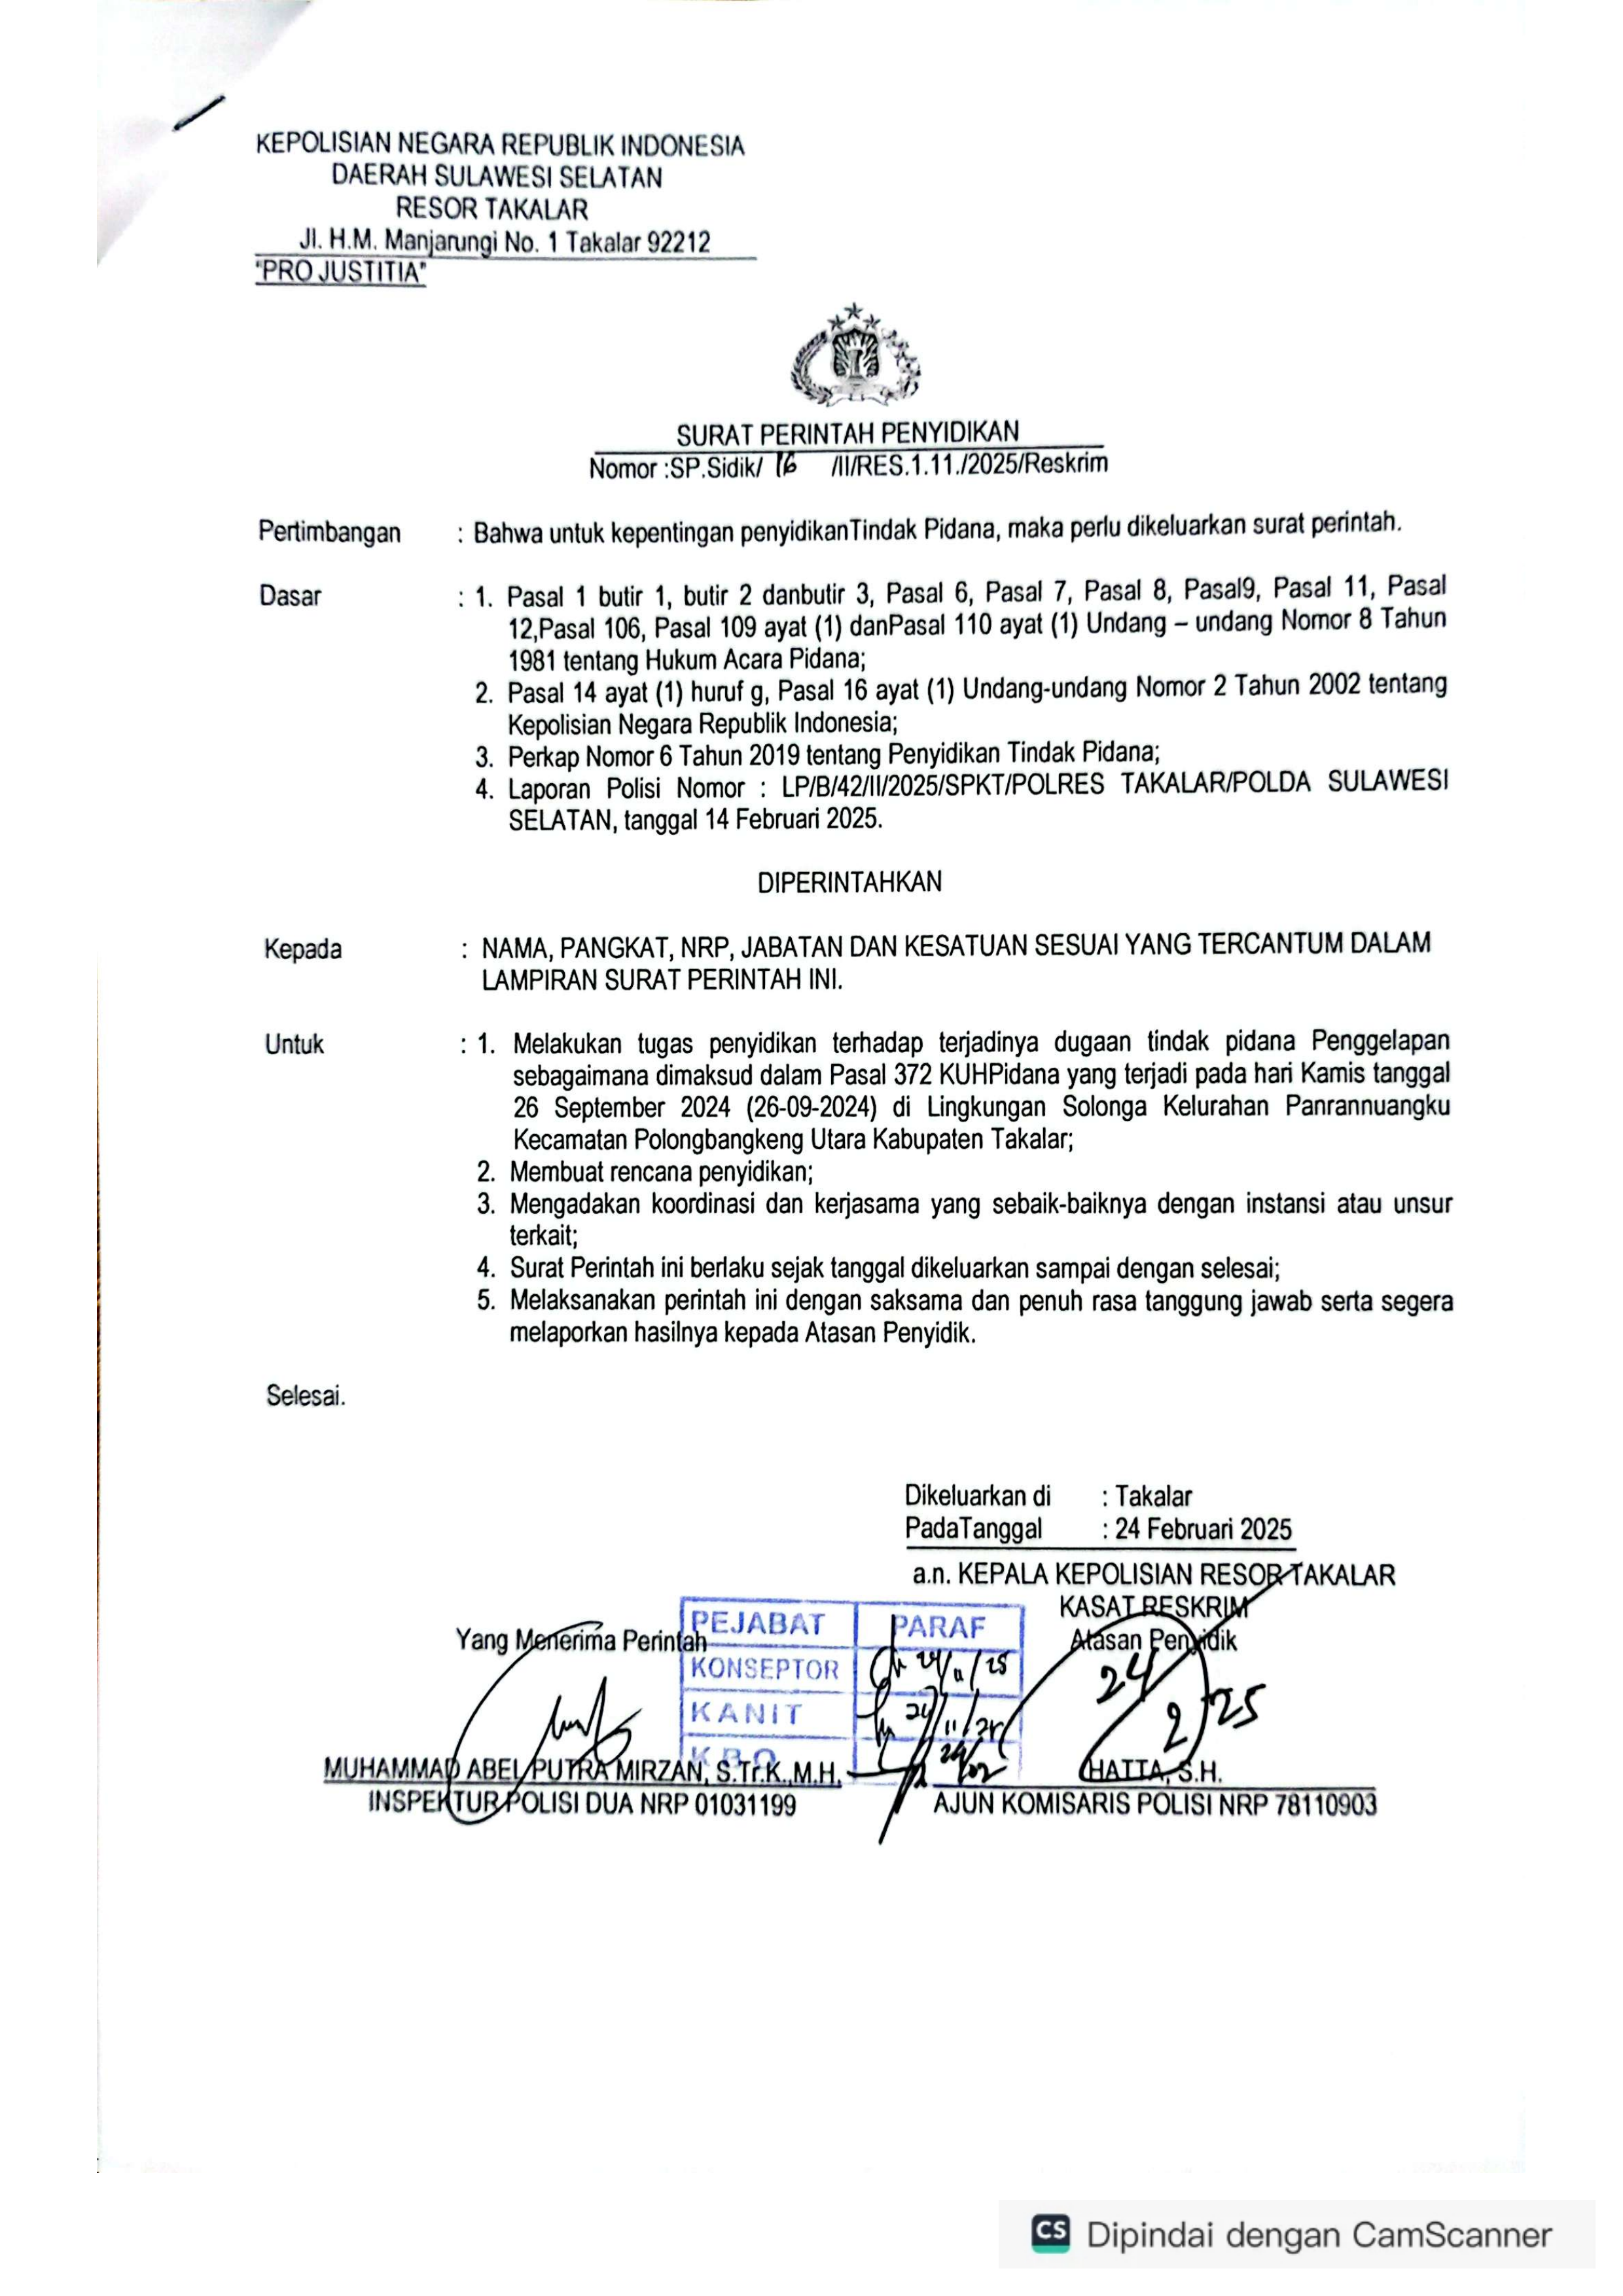 KEPOLISIAN NEGARA REPUBLIK INDONESIA
DAERAH SULAWESI SELATAN
RESOR TAKALAR
Jl. H.M. Manjarungi No. 1 Takalar 92212
"PRO JUSTITIA"
SURAT PERINTAH PENYIDIKAN
Nomor :SP.Sidik/ 16 /II/RES.1.11./2025/Reskrim
Pertimbangan : Bahwa untuk kepentingan penyidikanTindak Pidana, maka perlu dikeluarkan surat perintah.
Dasar : 1. Pasal 1 butir 1, butir 2 danbutir 3, Pasal 6, Pasal 7, Pasal 8, Pasal9, Pasal 11, Pasal
12,Pasal 106, Pasal 109 ayat (1) danPasal 110 ayat (1) Undang – undang Nomor 8 Tahun
1981 tentang Hukum Acara Pidana;
2. Pasal 14 ayat (1) huruf g, Pasal 16 ayat (1) Undang-undang Nomor 2 Tahun 2002 tentang
Kepolisian Negara Republik Indonesia;
3. Perkap Nomor 6 Tahun 2019 tentang Penyidikan Tindak Pidana;
4. Laporan Polisi Nomor : LP/B/42/II/2025/SPKT/POLRES TAKALAR/POLDA SULAWESI
SELATAN, tanggal 14 Februari 2025.
DIPERINTAHKAN
Kepada : NAMA, PANGKAT, NRP, JABATAN DAN KESATUAN SESUAI YANG TERCANTUM DALAM
LAMPIRAN SURAT PERINTAH INI.
Untuk : 1. Melakukan tugas penyidikan terhadap terjadinya dugaan tindak pidana Penggelapan
sebagaimana dimaksud dalam Pasal 372 KUHPidana yang terjadi pada hari Kamis tanggal
26 September 2024 (26-09-2024) di Lingkungan Solonga Kelurahan Panrannuangku
Kecamatan Polongbangkeng Utara Kabupaten Takalar;
2. Membuat rencana penyidikan;
3. Mengadakan koordinasi dan kerjasama yang sebaik-baiknya dengan instansi atau unsur
terkait;
4. Surat Perintah ini berlaku sejak tanggal dikeluarkan sampai dengan selesai;
5. Melaksanakan perintah ini dengan saksama dan penuh rasa tanggung jawab serta segera
melaporkan hasilnya kepada Atasan Penyidik.
Selesai.
Dikeluarkan di : Takalar
PadaTanggal : 24 Februari 2025
a.n. KEPALA KEPOLISIAN RESOR TAKALAR
KASAT RESKRIM
Atasan Penyidik
24
2 25
HATTA, S.H.
AJUN KOMISARIS POLISI NRP 78110903
PEJABAT PARAF
KONSEPTOR 24/II/25
KANIT
KBO 24/02
Yang Menerima Perintah
MUHAMMAD ABEL PUTRA MIRZAN, S.Tr.K.,M.H.
INSPEKTUR POLISI DUA NRP 01031199
CS Dipindai dengan CamScanner